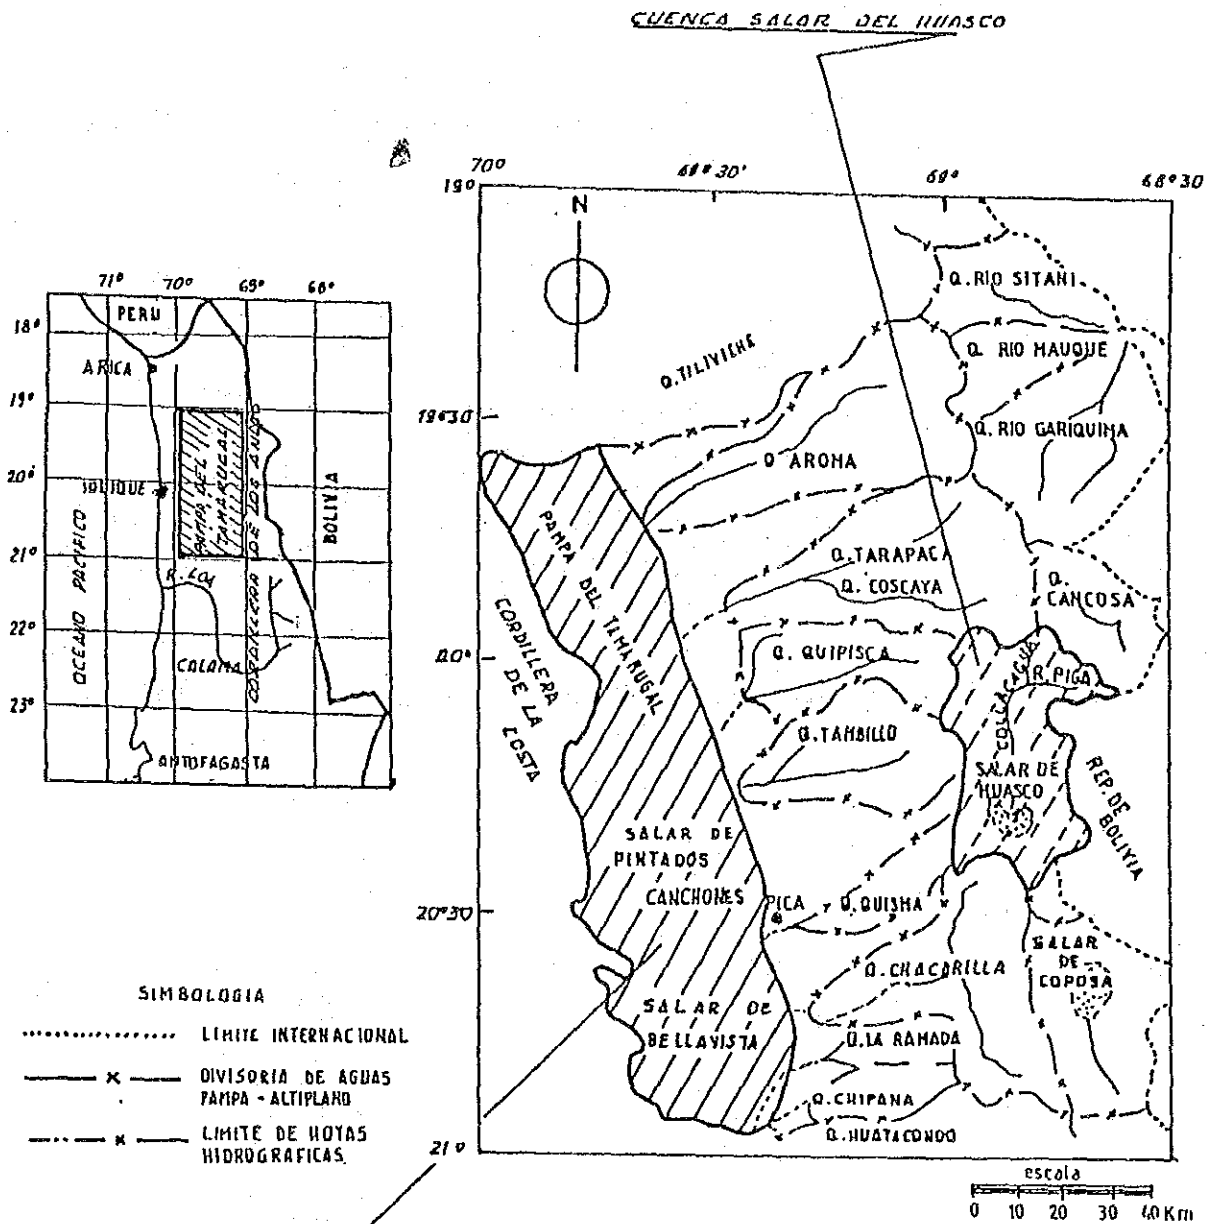 CUENCA SALAR DEL HUASCO
70°
69°30'
69°
68°30
19°
N
Q. RIO SITANI
Q. RIO MAUQUE
Q. TILIVICHE
19°30
Q. RIO CARIQUIMA
Q AROMA
PAMPA DEL TAMARUGAL
Q. TARAPACA
Q. COSCAYA
Q. CANCOSA
CORDILLERA
DE LA
COSTA
20°
Q. QUIPISCA
COLLACAGUA
R. PIGA
Q. TAMBILLO
SALAR DE
HUASCO
REP. DE
BOLIVIA
SALAR DE
PINTADOS
CANCHONES
PICA
20°30
Q. QUISMA
SALAR
DE
COPOSA
Q. CHACARILLA
SALAR DE
BELLAVISTA
Q. LA RAMADA
Q. CHIPANA
Q. HUATACONDO
21°
escala
0 10 20 30 40 Km
71°
70°
69°
68°
PERU
18°
ARICA
19°
20°
IQUIQUE
PAMPA DEL
TAMARUGAL
CORDILLERA DE LOS ANDES
BOLIVIA
OCEANO PACIFICO
21°
R. LOA
22°
CALAMA
23°
ANTOFAGASTA
SIMBOLOGIA
LIMITE INTERNACIONAL
DIVISORIA DE AGUAS
PAMPA - ALTIPLANO
LIMITE DE HOYAS
HIDROGRAFICAS